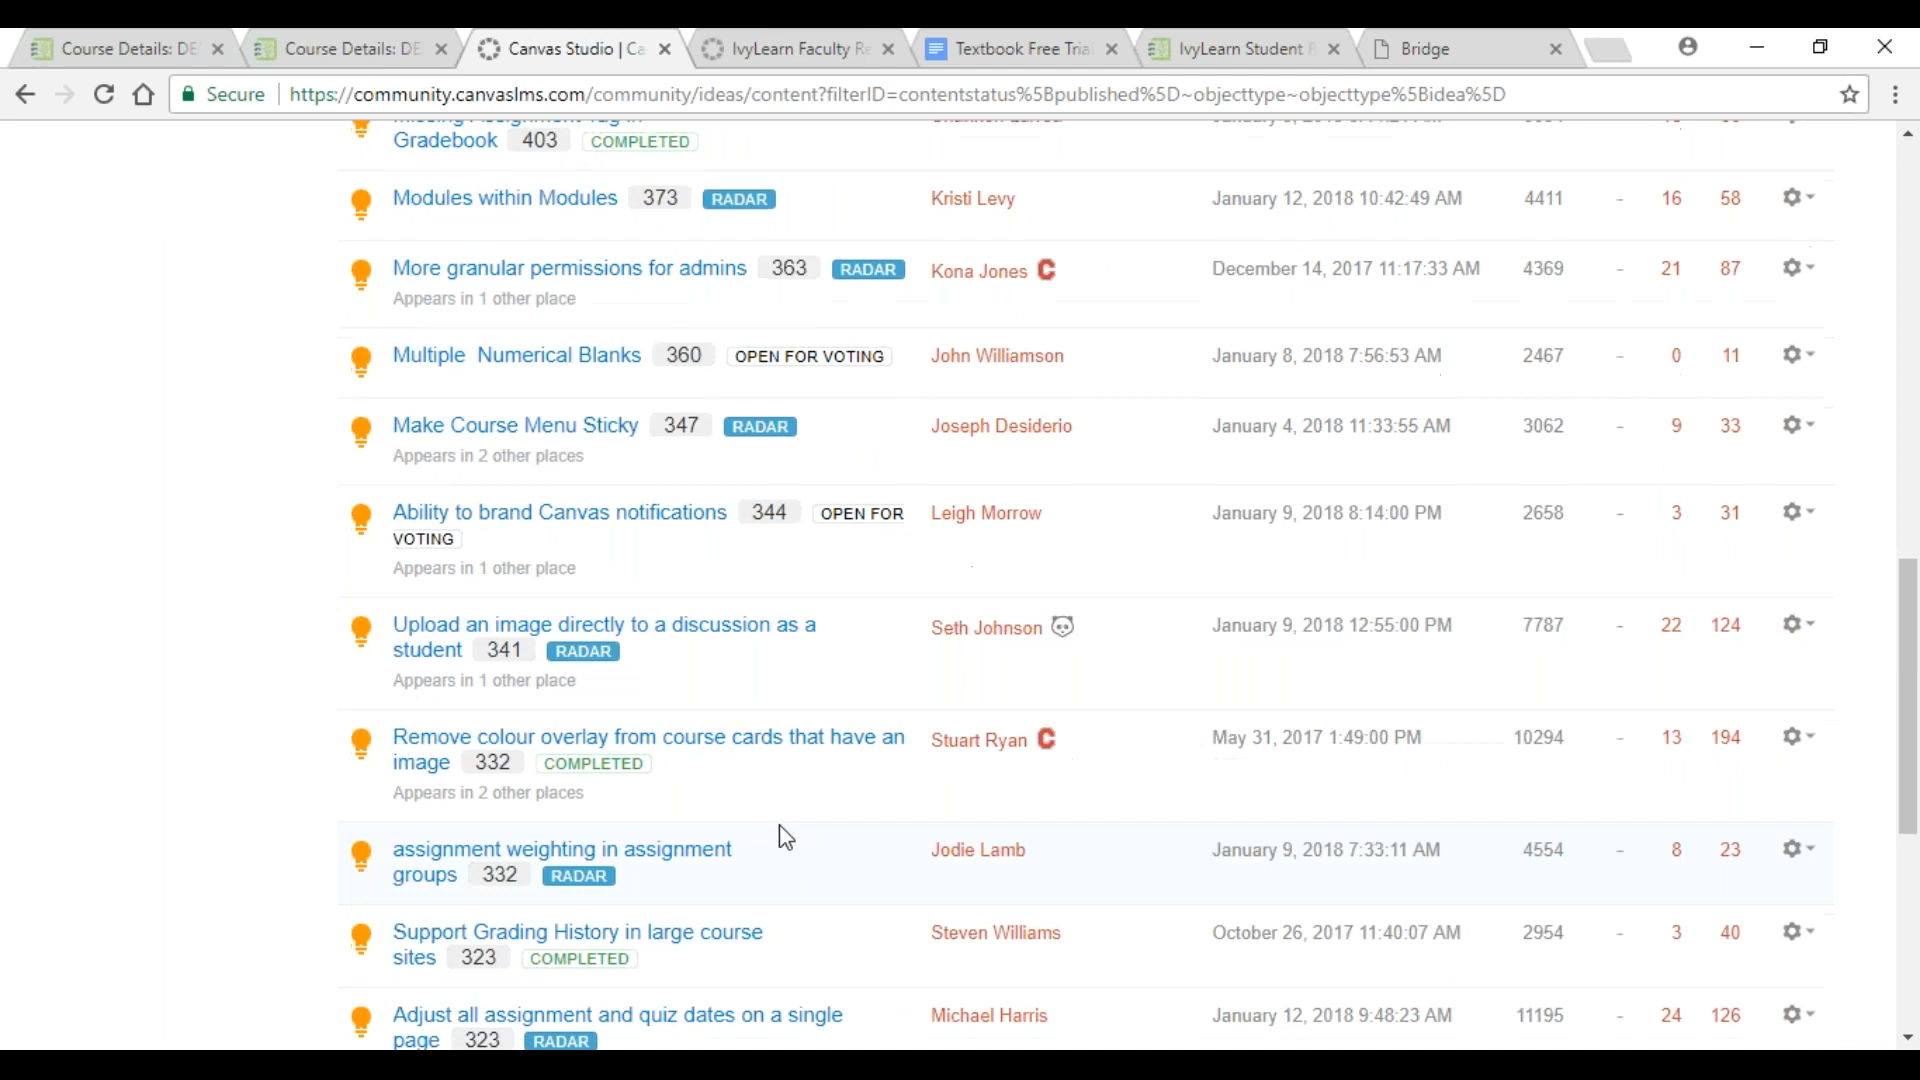 Course Details: DE
Course Details: DE
Canvas Studio | Ca
IvyLearn Faculty Re
Textbook Free Trial
IvyLearn Student R
Bridge
Secure https://community.canvaslms.com/community/ideas/content?filterID=contentstatus%5Bpublished%5D~objecttype~objecttype%5Bidea%5D
Gradebook 403 COMPLETED
Modules within Modules 373 RADAR Kristi Levy January 12, 2018 10:42:49 AM 4411 - 16 58
More granular permissions for admins 363 RADAR Kona Jones December 14, 2017 11:17:33 AM 4369 - 21 87
Appears in 1 other place
Multiple Numerical Blanks 360 OPEN FOR VOTING John Williamson January 8, 2018 7:56:53 AM 2467 - 0 11
Make Course Menu Sticky 347 RADAR Joseph Desiderio January 4, 2018 11:33:55 AM 3062 - 9 33
Appears in 2 other places
Ability to brand Canvas notifications 344 OPEN FOR Leigh Morrow January 9, 2018 8:14:00 PM 2658 - 3 31
VOTING
Appears in 1 other place
Upload an image directly to a discussion as a Seth Johnson January 9, 2018 12:55:00 PM 7787 - 22 124
student 341 RADAR
Appears in 1 other place
Remove colour overlay from course cards that have an Stuart Ryan May 31, 2017 1:49:00 PM 10294 - 13 194
image 332 COMPLETED
Appears in 2 other places
assignment weighting in assignment Jodie Lamb January 9, 2018 7:33:11 AM 4554 - 8 23
groups 332 RADAR
Support Grading History in large course Steven Williams October 26, 2017 11:40:07 AM 2954 - 3 40
sites 323 COMPLETED
Adjust all assignment and quiz dates on a single Michael Harris January 12, 2018 9:48:23 AM 11195 - 24 126
page 323 RADAR